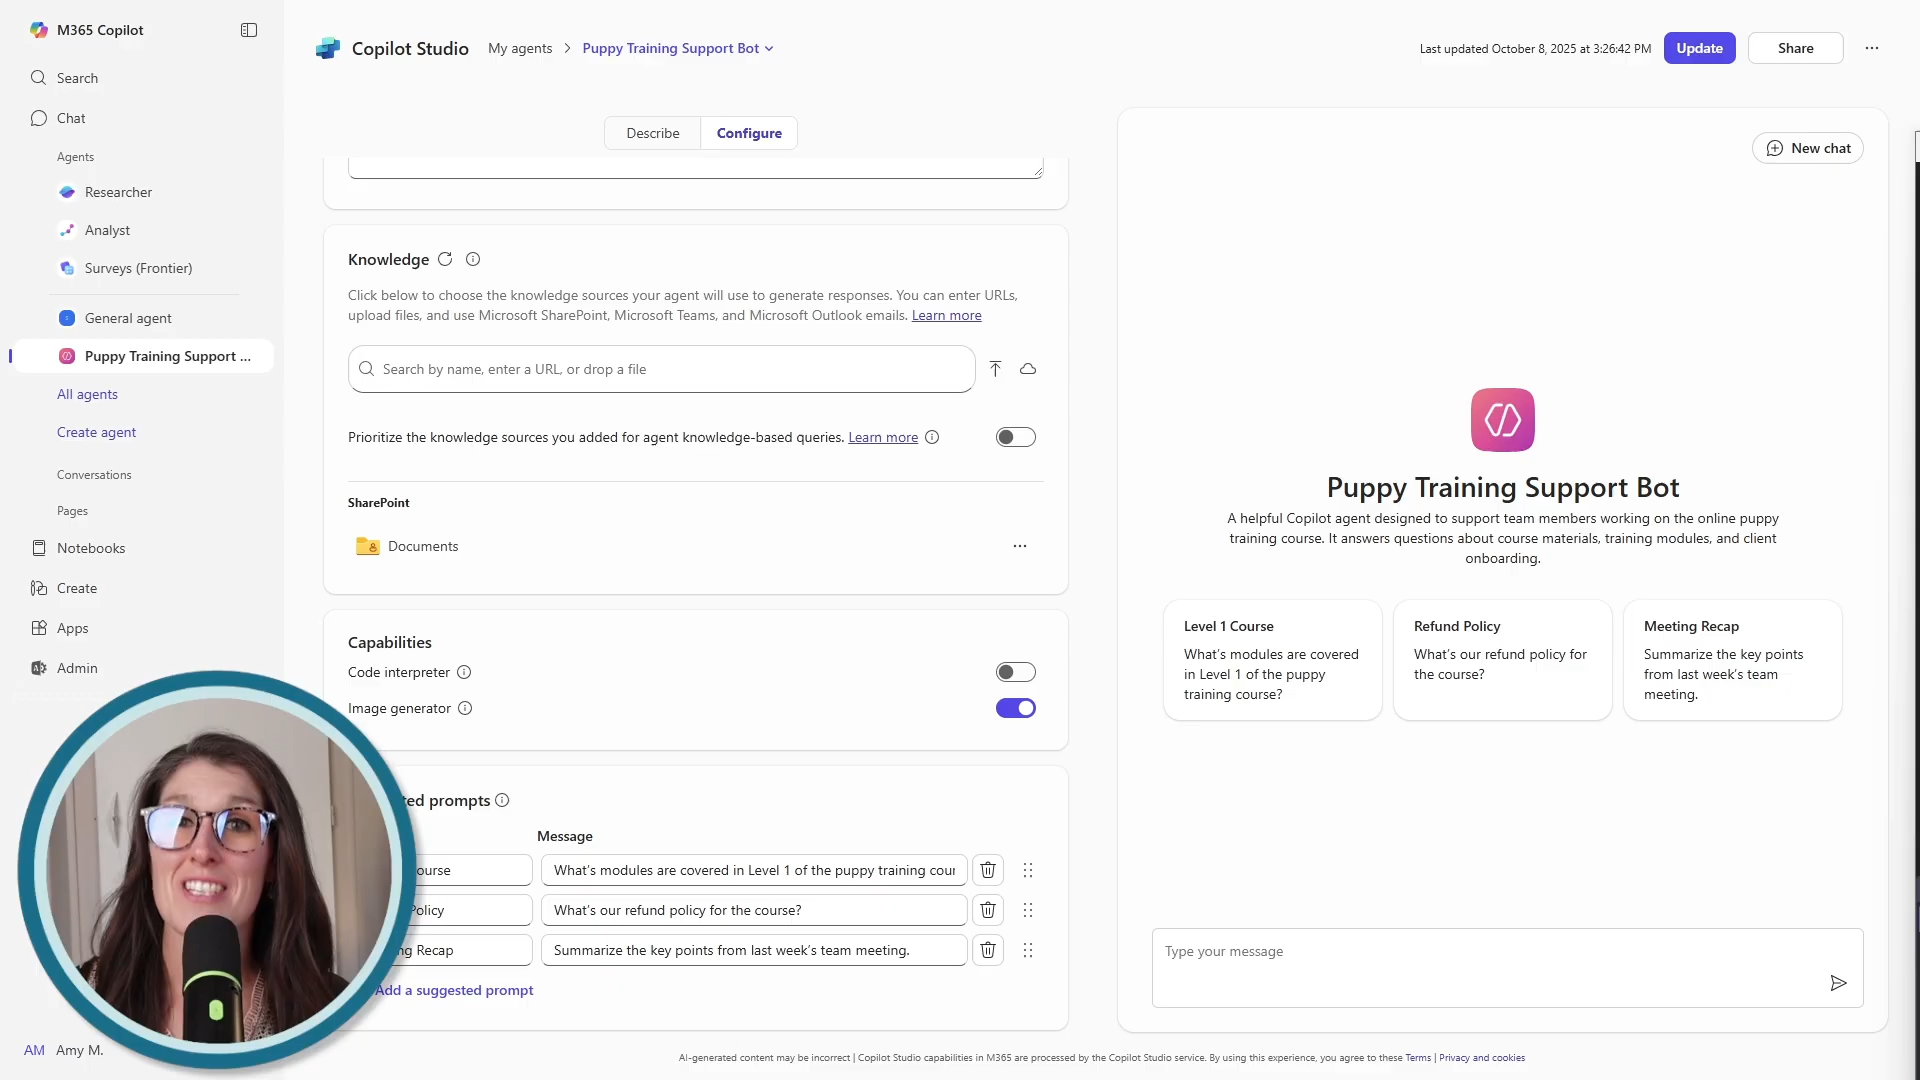 M365 Copilot
Search
Chat
Agents
Researcher
Analyst
Surveys (Frontier)
General agent
Puppy Training Support ...
All agents
Create agent
Conversations
Pages
Notebooks
Create
Apps
Admin
AM Amy M.
Copilot Studio My agents > Puppy Training Support Bot
Last updated October 8, 2025 at 3:26:42 PM Update Share ...
Describe Configure
Knowledge
Click below to choose the knowledge sources your agent will use to generate responses. You can enter URLs,
upload files, and use Microsoft SharePoint, Microsoft Teams, and Microsoft Outlook emails. Learn more
Search by name, enter a URL, or drop a file
Prioritize the knowledge sources you added for agent knowledge-based queries. Learn more
SharePoint
Documents ...
Capabilities
Code interpreter
Image generator
ted prompts
Message
ourse What's modules are covered in Level 1 of the puppy training cour
Policy What's our refund policy for the course?
ng Recap Summarize the key points from last week's team meeting.
Add a suggested prompt
New chat
Puppy Training Support Bot
A helpful Copilot agent designed to support team members working on the online puppy
training course. It answers questions about course materials, training modules, and client
onboarding.
Level 1 Course
What's modules are covered
in Level 1 of the puppy
training course?
Refund Policy
What's our refund policy for
the course?
Meeting Recap
Summarize the key points
from last week's team
meeting.
Type your message
AI-generated content may be incorrect | Copilot Studio capabilities in M365 are processed by the Copilot Studio service. By using this experience, you agree to these Terms | Privacy and cookies